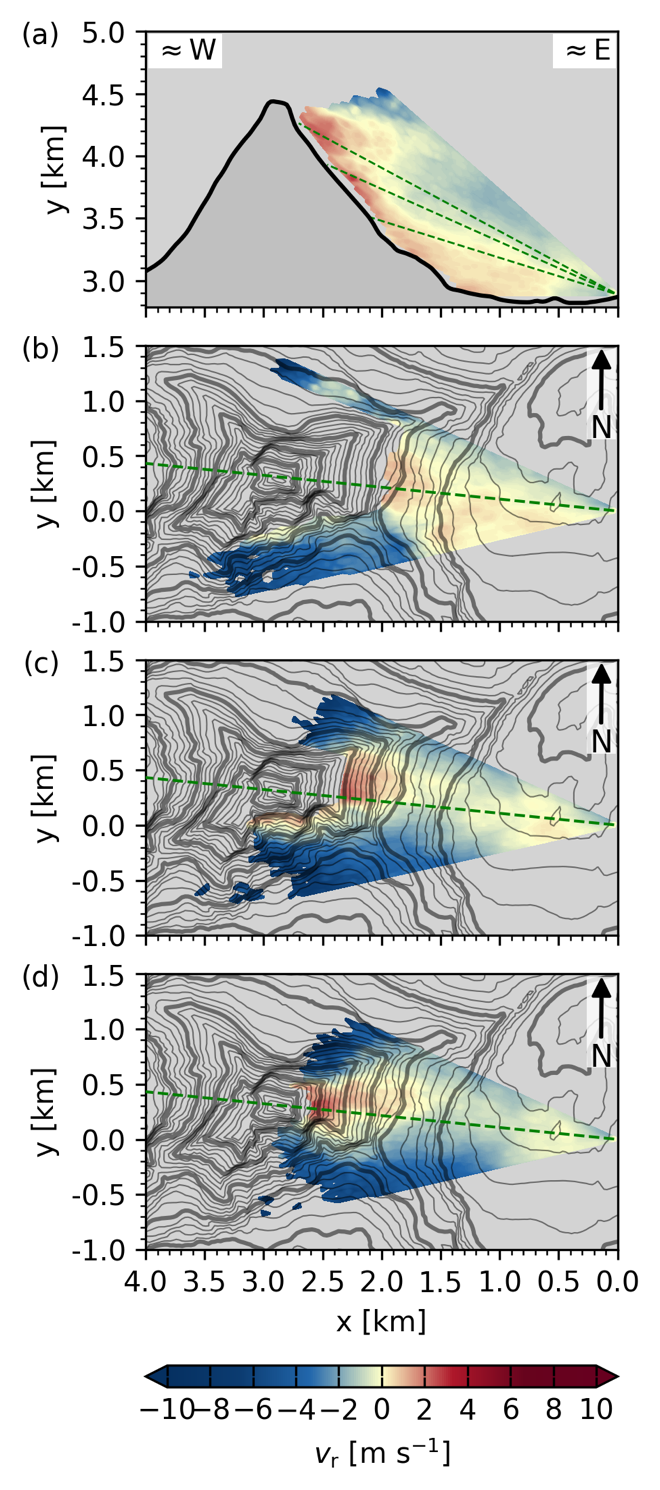 (a)
5.0
≈ W
≈ E
4.5
4.0
3.5
3.0
y [km]
(b)
1.5
1.0
0.5
0.0
-0.5
-1.0
y [km]
N
(c)
1.5
1.0
0.5
0.0
-0.5
-1.0
y [km]
N
(d)
1.5
1.0
0.5
0.0
-0.5
-1.0
y [km]
N
4.0 3.5 3.0 2.5 2.0 1.5 1.0 0.5 0.0
x [km]
−10 −8 −6 −4 −2 0 2 4 6 8 10
vr [m s−1]